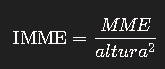 IMME = MME / altura²